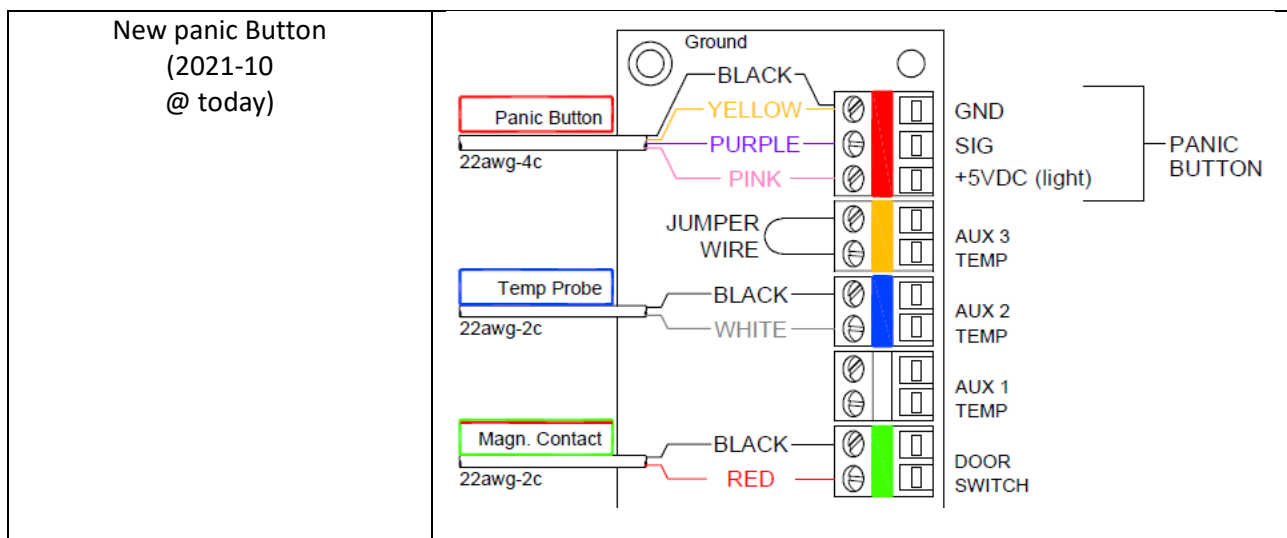 New panic Button
(2021-10
@ today)
Ground
BLACK
Panic Button
YELLOW
GND
PURPLE
SIG
PANIC
BUTTON
22awg-4c
PINK
+5VDC (light)
JUMPER
WIRE
AUX 3
TEMP
Temp Probe
BLACK
AUX 2
TEMP
22awg-2c
WHITE
AUX 1
TEMP
Magn. Contact
BLACK
DOOR
SWITCH
22awg-2c
RED